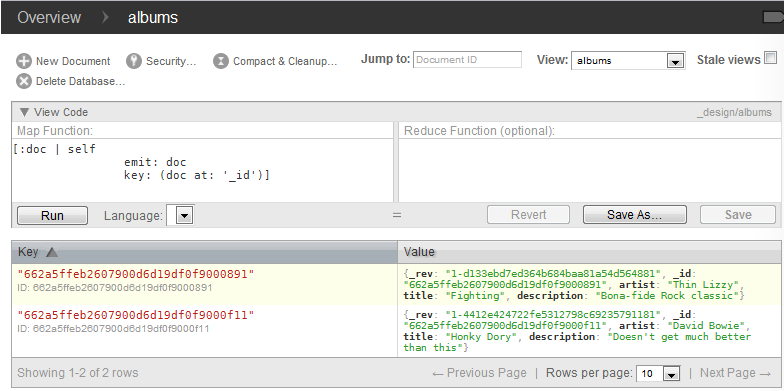 Overview albums
New Document Security... Compact & Cleanup... Jump to: Document ID View: albums Stale views
Delete Database...
View Code _design/albums
Map Function: Reduce Function (optional):
[:doc | self
emit: doc
key: (doc at: '_id')]
Run Language: = Revert Save As... Save
Key Value
"662a5ffeb2607900d6d19df0f9000891"
ID: 662a5ffeb2607900d6d19df0f9000891
{_rev: "1-d133ebd7ed364b684baa81a54d564881", _id:
"662a5ffeb2607900d6d19df0f9000891", artist: "Thin Lizzy",
title: "Fighting", description: "Bona-fide Rock classic"}
"662a5ffeb2607900d6d19df0f9000f11"
ID: 662a5ffeb2607900d6d19df0f9000f11
{_rev: "1-4412e424722fe5312798c69235791181", _id:
"662a5ffeb2607900d6d19df0f9000f11", artist: "David Bowie",
title: "Honky Dory", description: "Doesn't get much better
than this"}
Showing 1-2 of 2 rows ← Previous Page | Rows per page: 10 | Next Page →